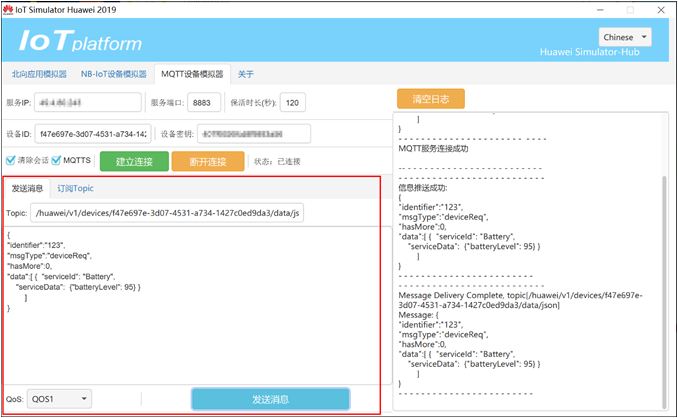 IoT Simulator Huawei 2019
IoT platform
Chinese
Huawei Simulator-Hub
北向应用模拟器 NB-IoT设备模拟器 MQTT设备模拟器 关于
服务IP: 服务端口: 8883 保活时长(秒): 120
设备ID: f47e697e-3d07-4531-a734-142 设备密钥:
清除会话 MQTTS 建立连接 断开连接 状态: 已连接
发送消息 订阅Topic
Topic: /huawei/v1/devices/f47e697e-3d07-4531-a734-1427c0ed9da3/data/js
{
"identifier":"123",
"msgType":"deviceReq",
"hasMore":0,
"data":[ { "serviceId": "Battery",
"serviceData": {"batteryLevel": 95} }
]
}
QoS: QOS1 发送消息
清空日志
]
}
- - - - - - - - - - - - - - - - - - - - - - - -
MQTT服务连接成功
- - - - - - - - - - - - - - - - - - - - - - - -
- - - - - - - - - - - - - - - - - - - - - - - -
信息推送成功:
{
"identifier":"123",
"msgType":"deviceReq",
"hasMore":0,
"data":[ { "serviceId": "Battery",
"serviceData": {"batteryLevel": 95} }
]
}
- - - - - - - - - - - - - - - - - - - - - - - -
- - - - - - - - - - - - - - - - - - - - - - - -
Message Delivery Complete, topic[/huawei/v1/devices/f47e697e-
3d07-4531-a734-1427c0ed9da3/data/json]
Message: {
"identifier":"123",
"msgType":"deviceReq",
"hasMore":0,
"data":[ { "serviceId": "Battery",
"serviceData": {"batteryLevel": 95} }
]
}
- - - - - - - - - - - - - - - - - - - - - - - -